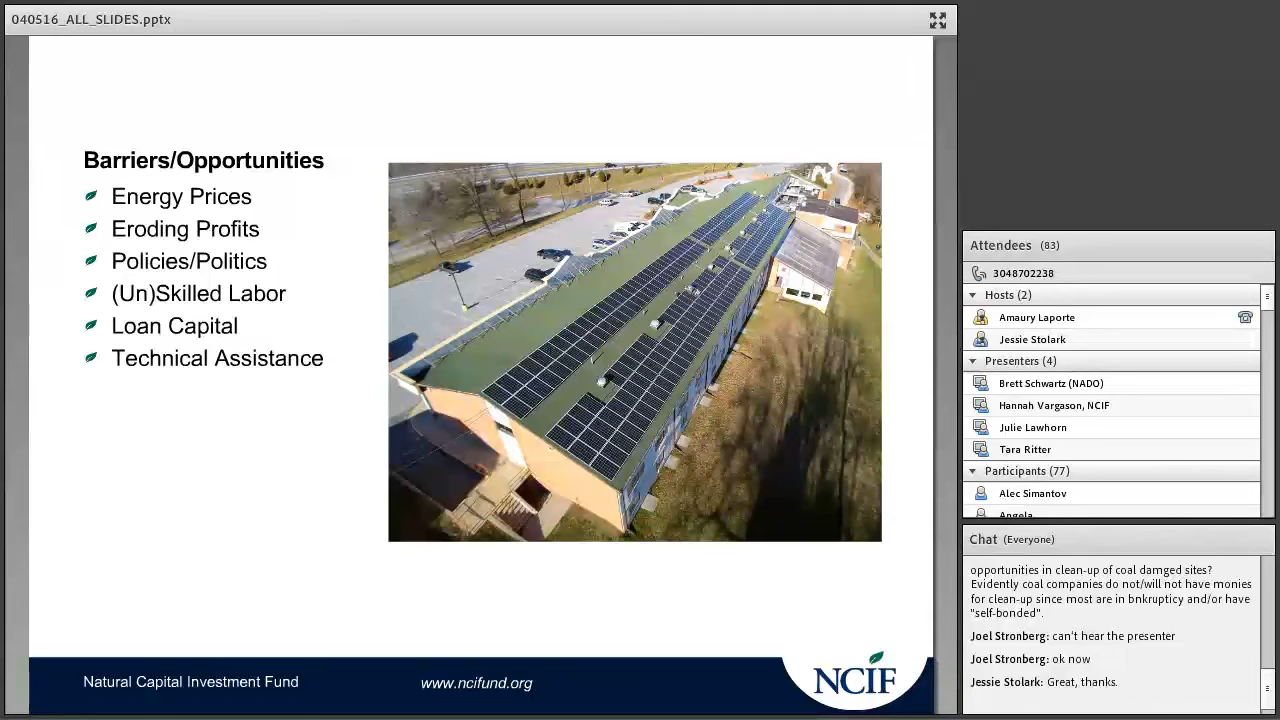 040516_ALL_SLIDES.pptx
Barriers/Opportunities
Energy Prices
Eroding Profits
Policies/Politics
(Un)Skilled Labor
Loan Capital
Technical Assistance
Natural Capital Investment Fund
www.ncifund.org
NCIF
Attendees (83)
3048702238
Hosts (2)
Amaury Laporte
Jessie Stolark
Presenters (4)
Brett Schwartz (NADO)
Hannah Vargason, NCIF
Julie Lawhorn
Tara Ritter
Participants (77)
Alec Simantov
Angela
Chat (Everyone)
opportunities in clean-up of coal damged sites?
Evidently coal companies do not/will not have monies
for clean-up since most are in bnkrupticy and/or have
"self-bonded".
Joel Stronberg: can't hear the presenter
Joel Stronberg: ok now
Jessie Stolark: Great, thanks.